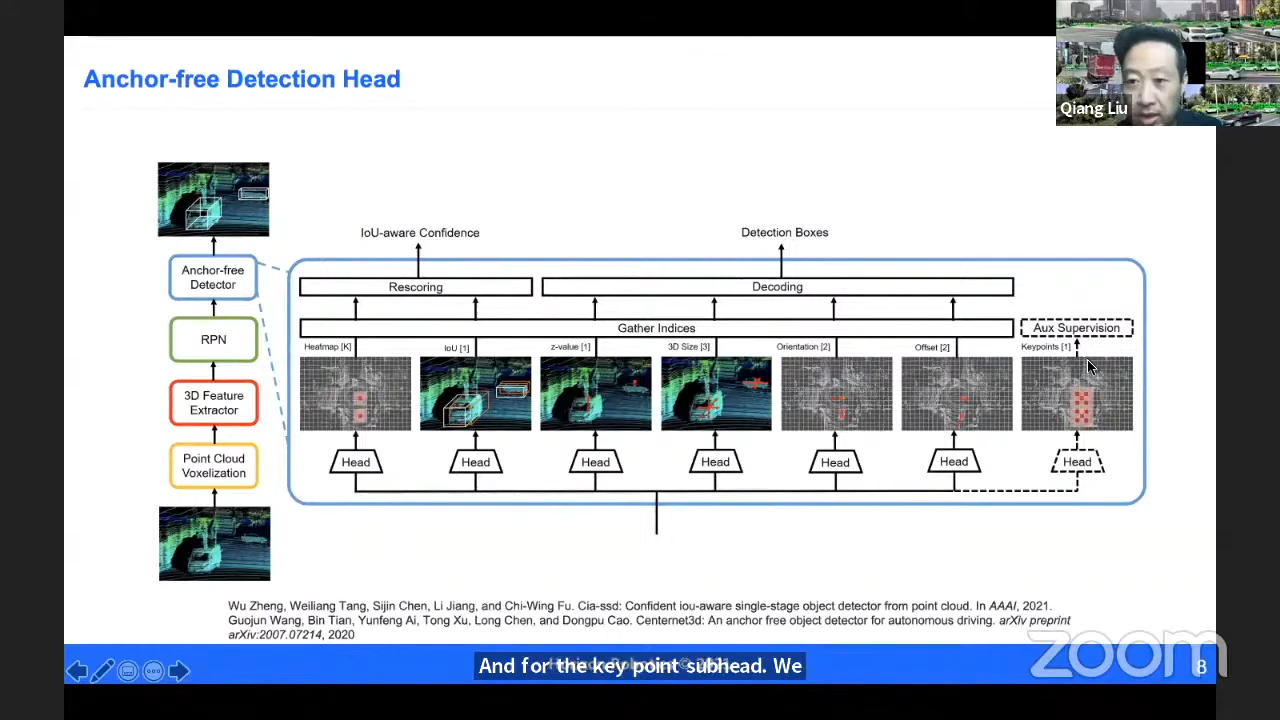 Anchor-free Detection Head
Qiang Liu
IoU-aware Confidence
Detection Boxes
Anchor-free
Detector
Rescoring
Decoding
RPN
Gather Indices
Aux Supervision
Heatmap [K]
IoU [1]
z-value [1]
3D Size [3]
Orientation [2]
Offset [2]
Keypoints [1]
3D Feature
Extractor
Point Cloud
Voxelization
Head
Head
Head
Head
Head
Head
Head
Wu Zheng, Weiliang Tang, Sijin Chen, Li Jiang, and Chi-Wing Fu. Cia-ssd: Confident iou-aware single-stage object detector from point cloud. In AAAI, 2021.
Guojun Wang, Bin Tian, Yunfeng Ai, Tong Xu, Long Chen, and Dongpu Cao. Centernet3d: An anchor free object detector for autonomous driving. arXiv preprint
arXiv:2007.07214, 2020
And for the key point subhead. We
zoom
8